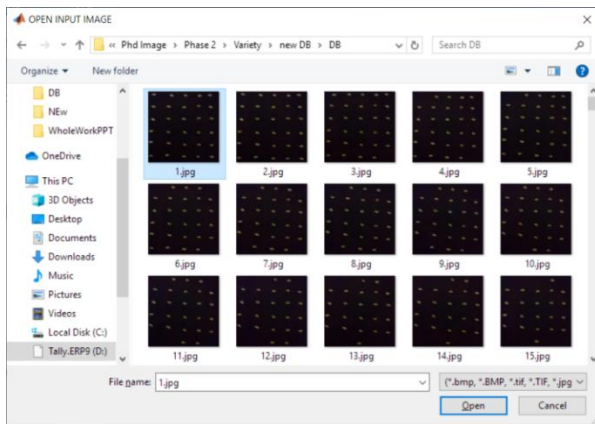 OPEN INPUT IMAGE
« Phd Image > Phase 2 > Variety > new DB > DB
Search DB
Organize
New folder
DB
NEw
WholeWorkPPT
OneDrive
This PC
3D Objects
Desktop
Documents
Downloads
Music
Pictures
Videos
Local Disk (C:)
Tally.ERP9 (D:)
1.jpg 2.jpg 3.jpg 4.jpg 5.jpg
6.jpg 7.jpg 8.jpg 9.jpg 10.jpg
11.jpg 12.jpg 13.jpg 14.jpg 15.jpg
File name: 1.jpg
(*.bmp, *.BMP, *.tif, *.TIF, *.jpg
Open Cancel